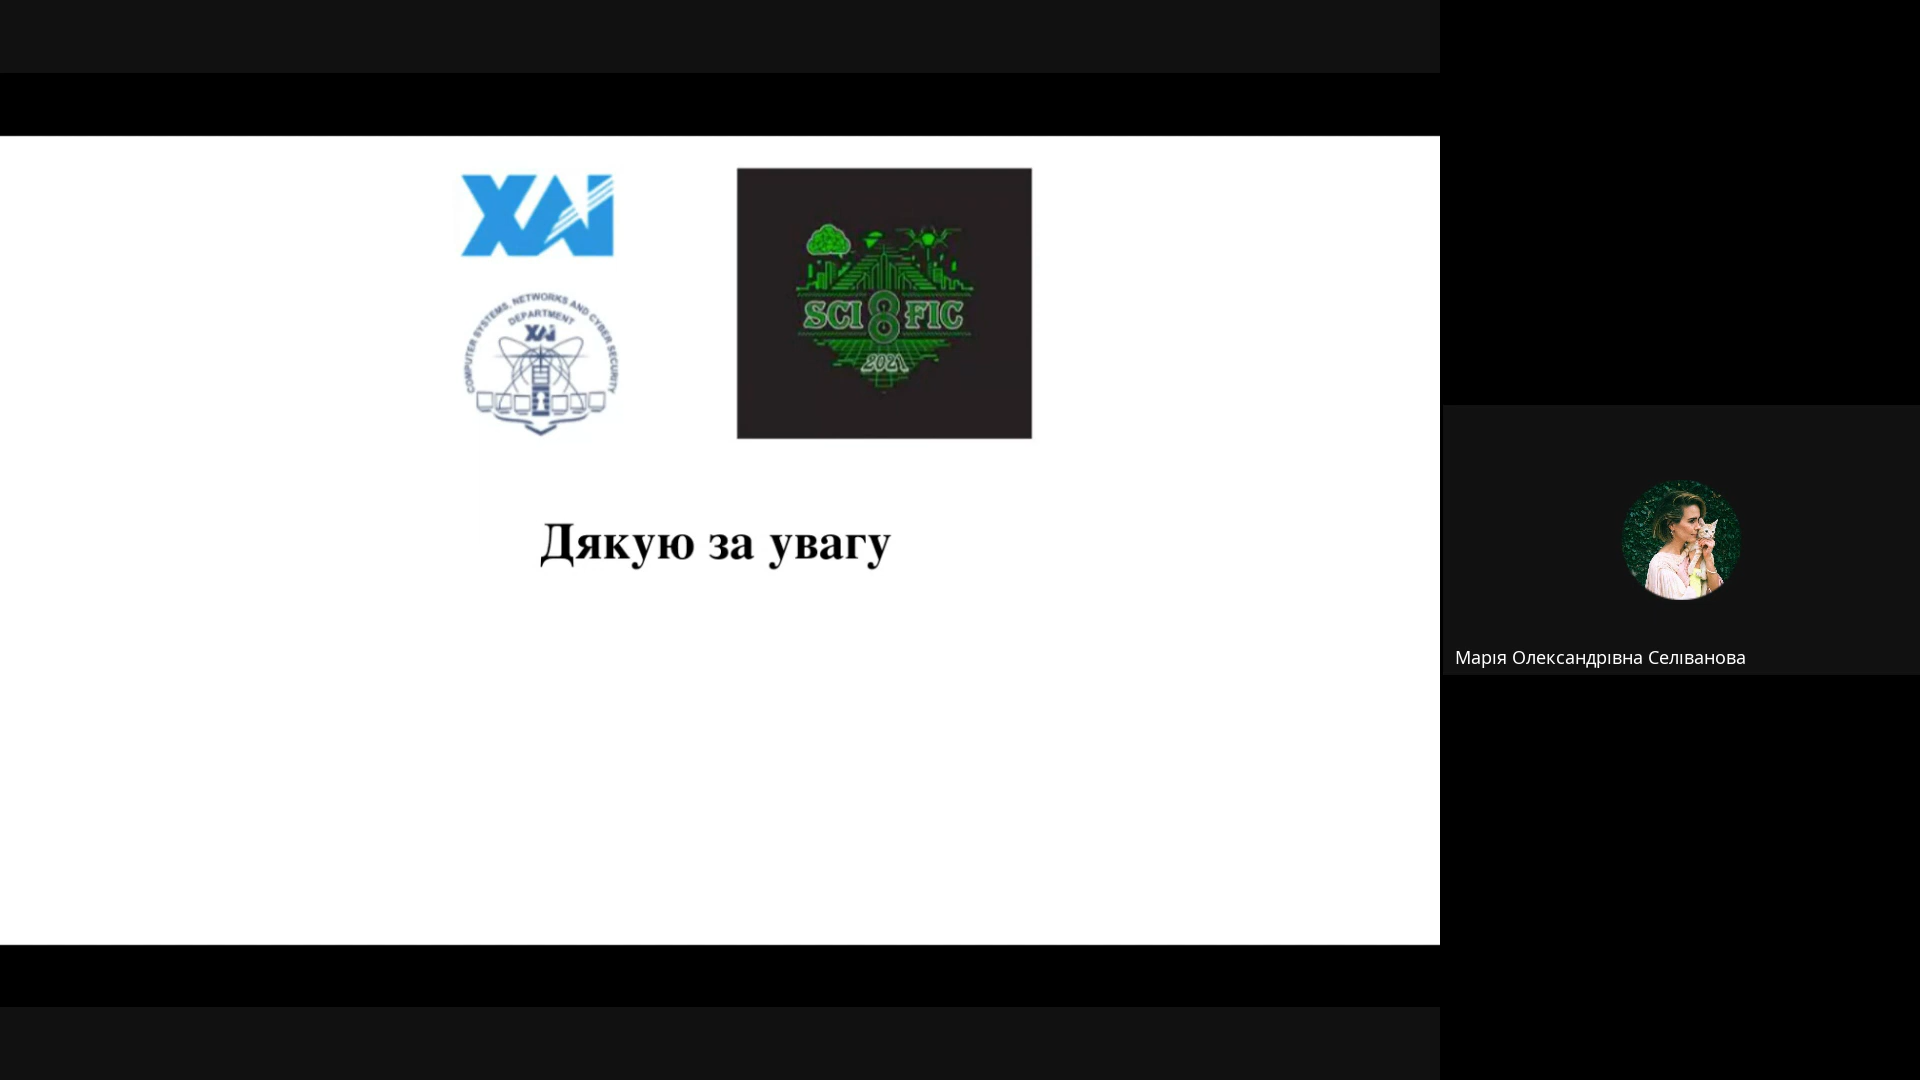 ХАІ
COMPUTER SYSTEMS, NETWORKS AND CYBER SECURITY
DEPARTMENT
ХАІ
SCI 8 FIC
2021
Дякую за увагу
Марія Олександрівна Селіванова